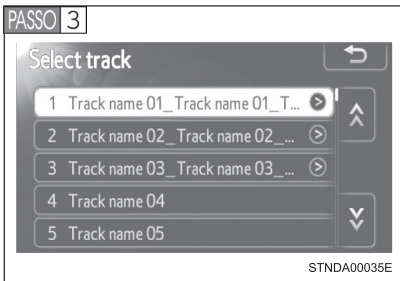 PASSO 3
Select track
1 Track name 01_Track name 01_T...
2 Track name 02_Track name 02_...
3 Track name 03_Track name 03_...
4 Track name 04
5 Track name 05
STNDA00035E